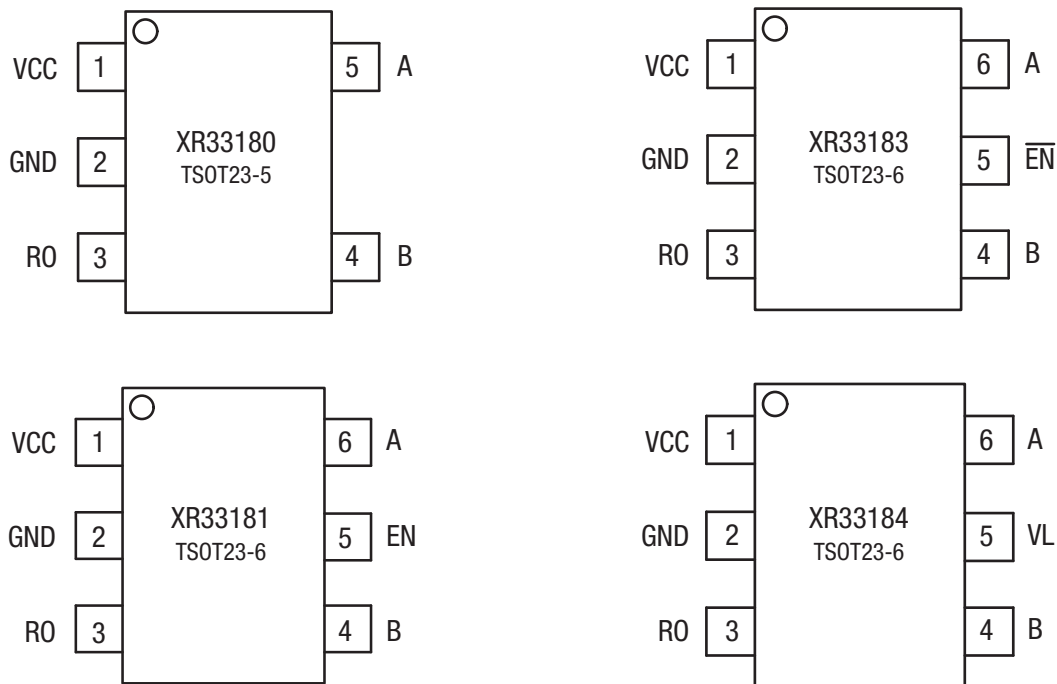 VCC 1 5 A
GND 2 XR33180
TSOT23-5
RO 3 4 B
VCC 1 6 A
GND 2 XR33183 5 E̅N̅
TSOT23-6
RO 3 4 B
VCC 1 6 A
GND 2 XR33181 5 EN
TSOT23-6
RO 3 4 B
VCC 1 6 A
GND 2 XR33184 5 VL
TSOT23-6
RO 3 4 B